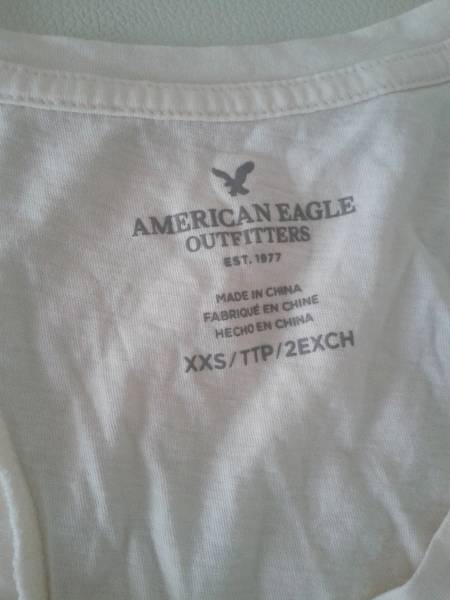 AMERICAN EAGLE
OUTFITTERS
EST. 1977
MADE IN CHINA
FABRIQUÉ EN CHINE
HECHO EN CHINA
XXS/TTP/2EXCH